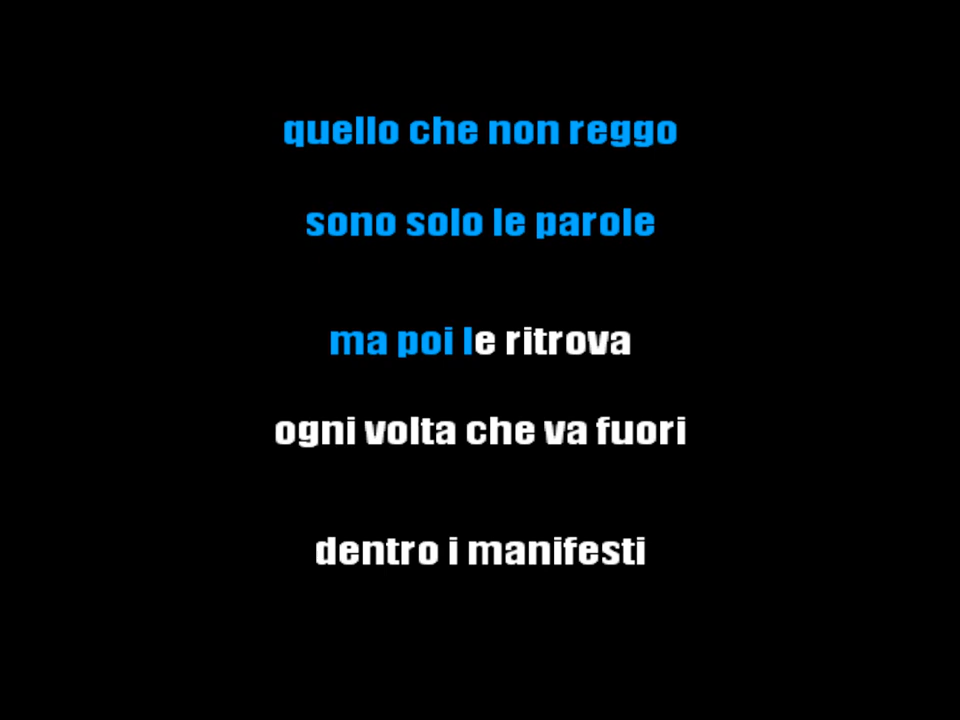 quello che non reggo
sono solo le parole
ma poi le ritrova
ogni volta che va fuori
dentro i manifesti